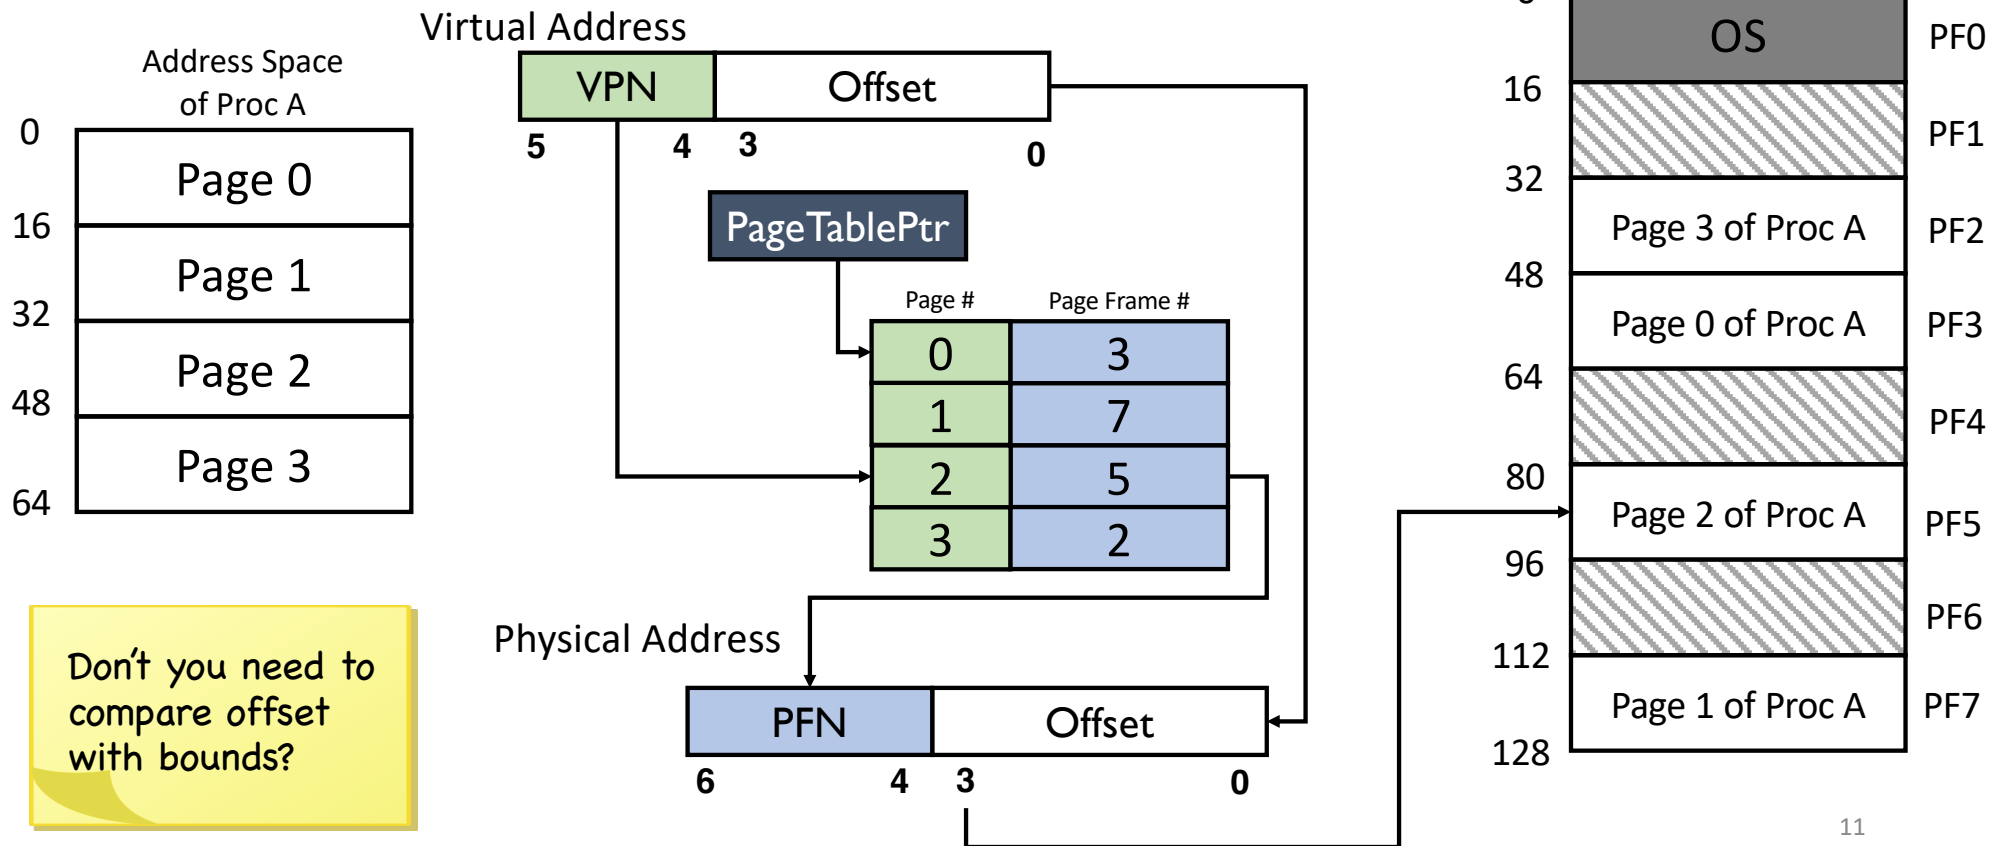 Virtual Address
Address Space
of Proc A
0
Page 0
16
Page 1
32
Page 2
48
Page 3
64
VPN
Offset
5
4
3
0
PageTablePtr
Page #
Page Frame #
0
3
1
7
2
5
3
2
Physical Address
PFN
Offset
6
4
3
0
Don't you need to
compare offset
with bounds?
OS
PF0
16
PF1
32
Page 3 of Proc A
PF2
48
Page 0 of Proc A
PF3
64
PF4
80
Page 2 of Proc A
PF5
96
PF6
112
Page 1 of Proc A
PF7
128
11